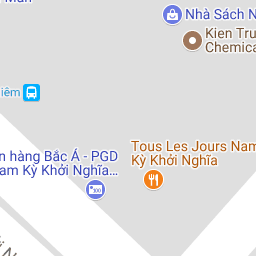 Nhà Sách N
Kien Tru
Chemica
iêm
Tous Les Jours Nam
Kỳ Khởi Nghĩa
n hàng Bắc Á - PGD
am Kỳ Khởi Nghĩa...